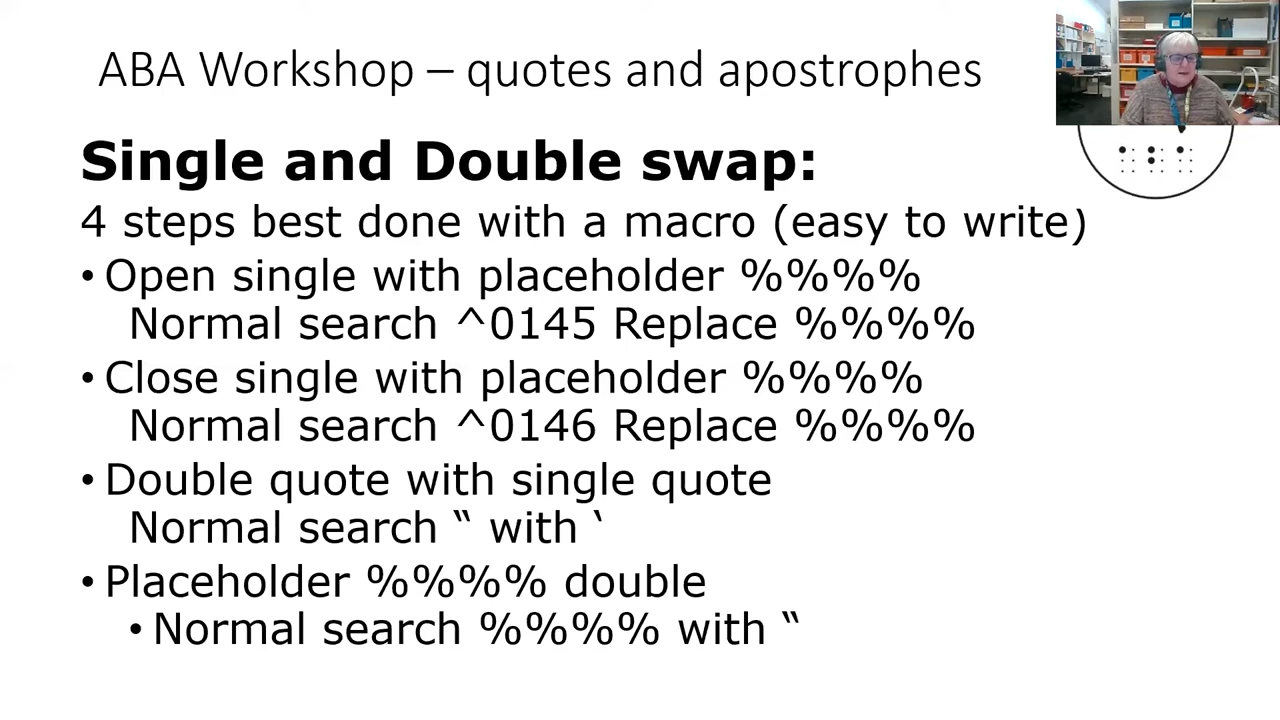 ABA Workshop – quotes and apostrophes
Single and Double swap:
4 steps best done with a macro (easy to write)
• Open single with placeholder %%%%
Normal search ^0145 Replace %%%%
• Close single with placeholder %%%%
Normal search ^0146 Replace %%%%
• Double quote with single quote
Normal search “ with ‘
• Placeholder %%%% double
• Normal search %%%% with “